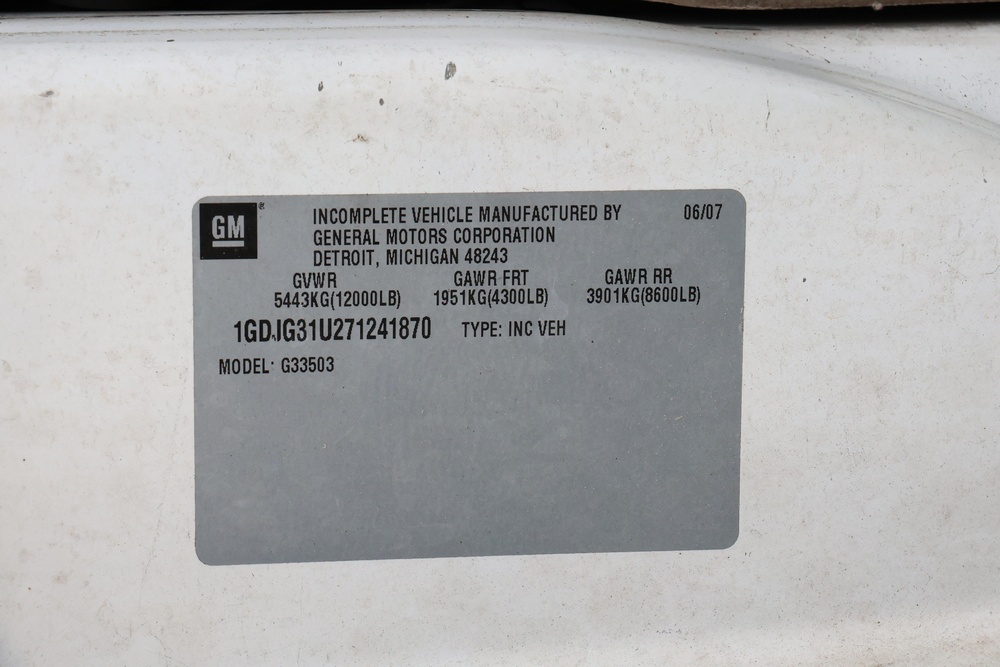 GM ® INCOMPLETE VEHICLE MANUFACTURED BY 06/07
GENERAL MOTORS CORPORATION
DETROIT, MICHIGAN 48243
GVWR GAWR FRT GAWR RR
5443KG(12000LB) 1951KG(4300LB) 3901KG(8600LB)
1GDJG31U271241870 TYPE: INC VEH
MODEL: G33503